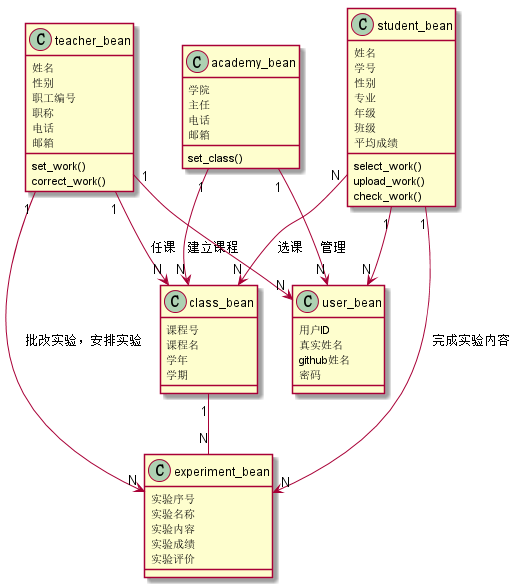 C teacher_bean
姓名
性别
职工编号
职称
电话
邮箱
set_work()
correct_work()
C academy_bean
学院
主任
电话
邮箱
set_class()
C student_bean
姓名
学号
性别
专业
年级
班级
平均成绩
select_work()
upload_work()
check_work()
1
1
1
1
1
N
1
1
任课
建立课程
选课
管理
N
N
N
N
N
N
C class_bean
课程号
课程名
学年
学期
C user_bean
用户ID
真实姓名
github姓名
密码
批改实验，安排实验
完成实验内容
1
N
N
N
C experiment_bean
实验序号
实验名称
实验内容
实验成绩
实验评价